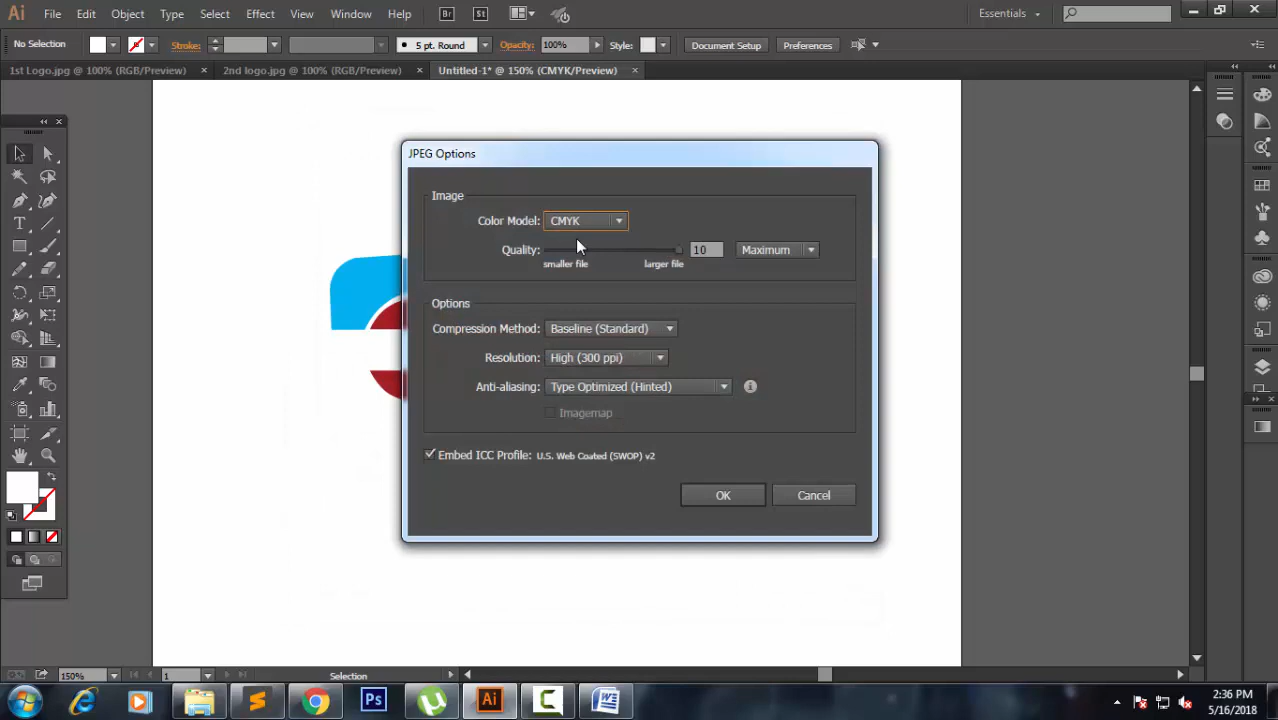 Ai File Edit Object Type Select Effect View Window Help Br St Essentials
No Selection Stroke: 5 pt. Round Opacity: 100% Style: Document Setup Preferences
1st Logo.jpg @ 100% (RGB/Preview) 2nd logo.jpg @ 100% (RGB/Preview) Untitled-1* @ 150% (CMYK/Preview)
JPEG Options
Image
Color Model: CMYK
Quality: 10 Maximum
smaller file larger file
Options
Compression Method: Baseline (Standard)
Resolution: High (300 ppi)
Anti-aliasing: Type Optimized (Hinted)
Imagemap
Embed ICC Profile: U.S. Web Coated (SWOP) v2
OK Cancel
150% 1 Selection
Ps Ai
2:36 PM
5/16/2018